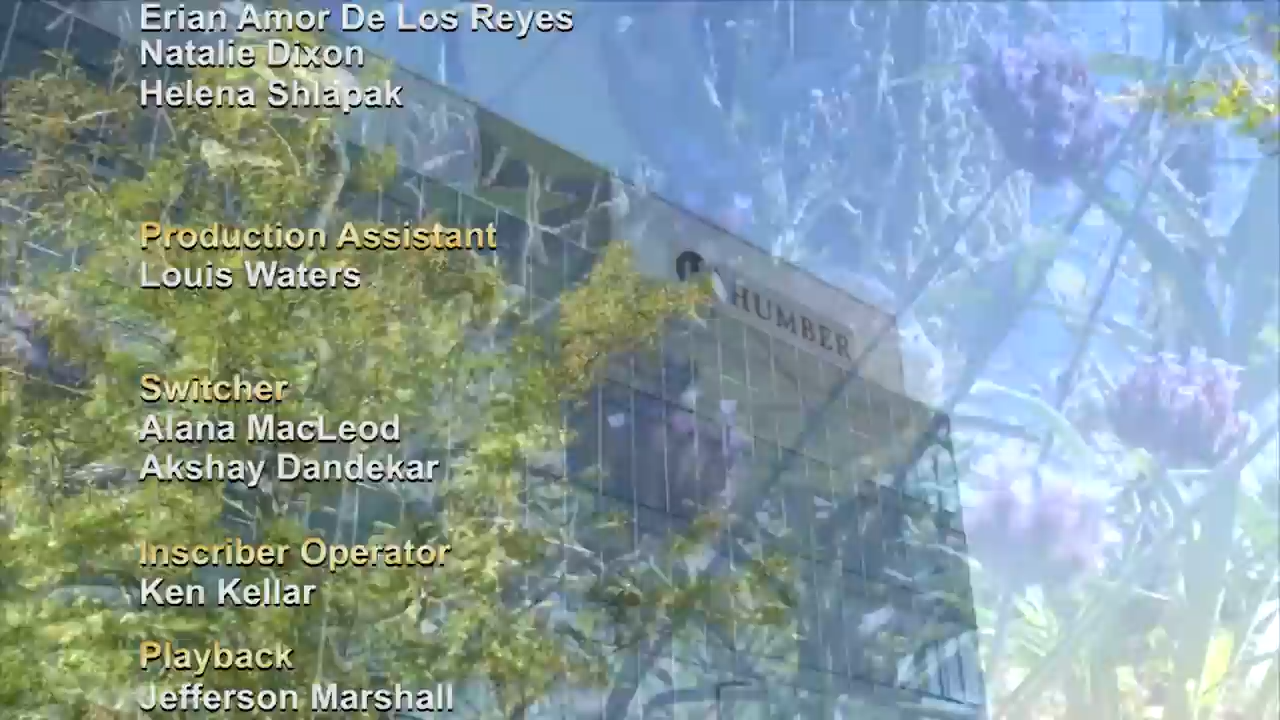 Erian Amor De Los Reyes
Natalie Dixon
Helena Shlapak
Production Assistant
Louis Waters
HUMBER
Switcher
Alana MacLeod
Akshay Dandekar
Inscriber Operator
Ken Kellar
Playback
Jefferson Marshall